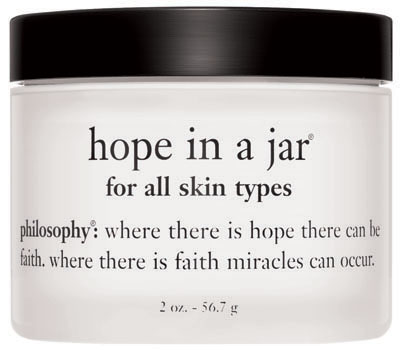 hope in a jar®
for all skin types
philosophy®: where there is hope there can be
faith. where there is faith miracles can occur.
2 oz. - 56.7 g